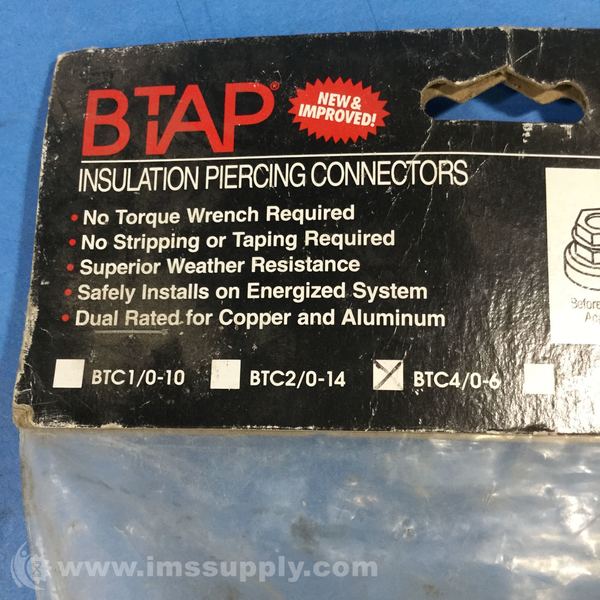 BTAP®
NEW &
IMPROVED!
INSULATION PIERCING CONNECTORS
• No Torque Wrench Required
• No Stripping or Taping Required
• Superior Weather Resistance
• Safely Installs on Energized System
• Dual Rated for Copper and Aluminum
BTC1/0-10 BTC2/0-14 BTC4/0-6
Before
www.imssupply.com